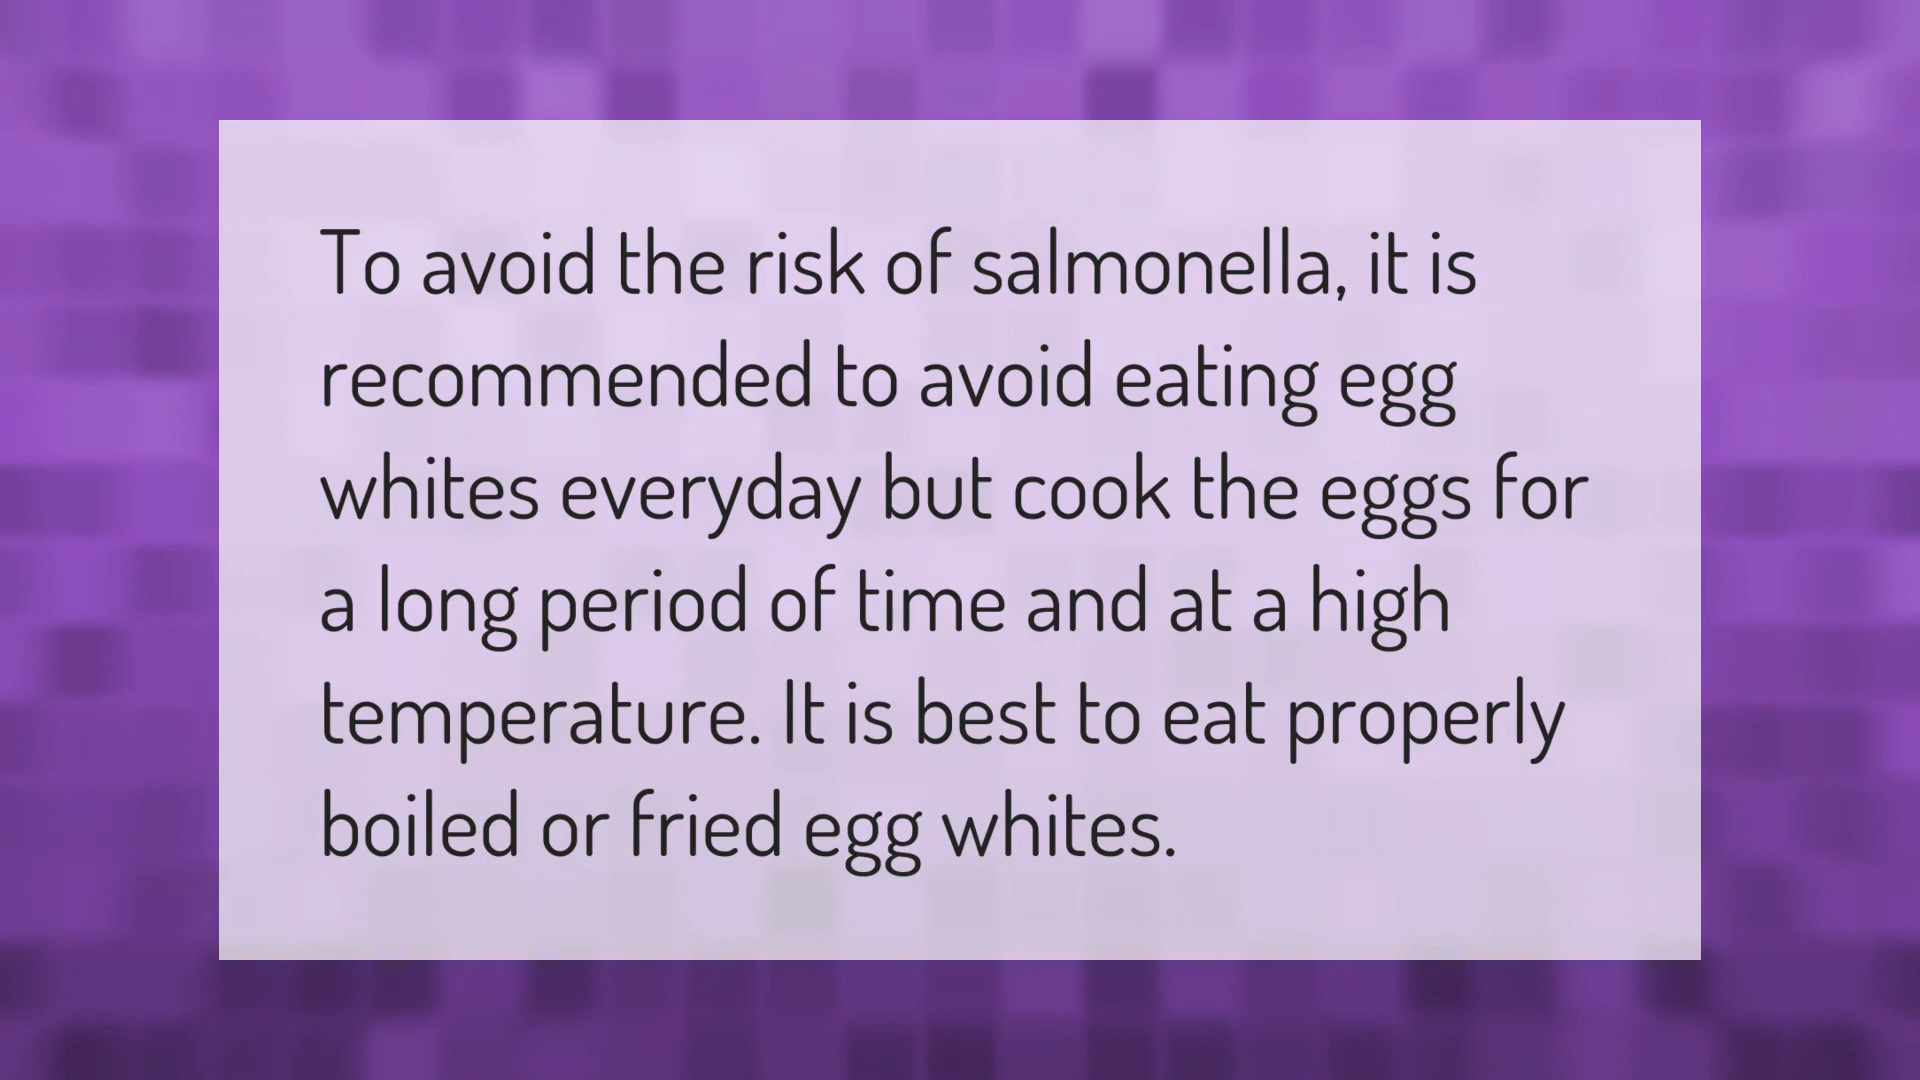 To avoid the risk of salmonella, it is
recommended to avoid eating egg
whites everyday but cook the eggs for
a long period of time and at a high
temperature. It is best to eat properly
boiled or fried egg whites.